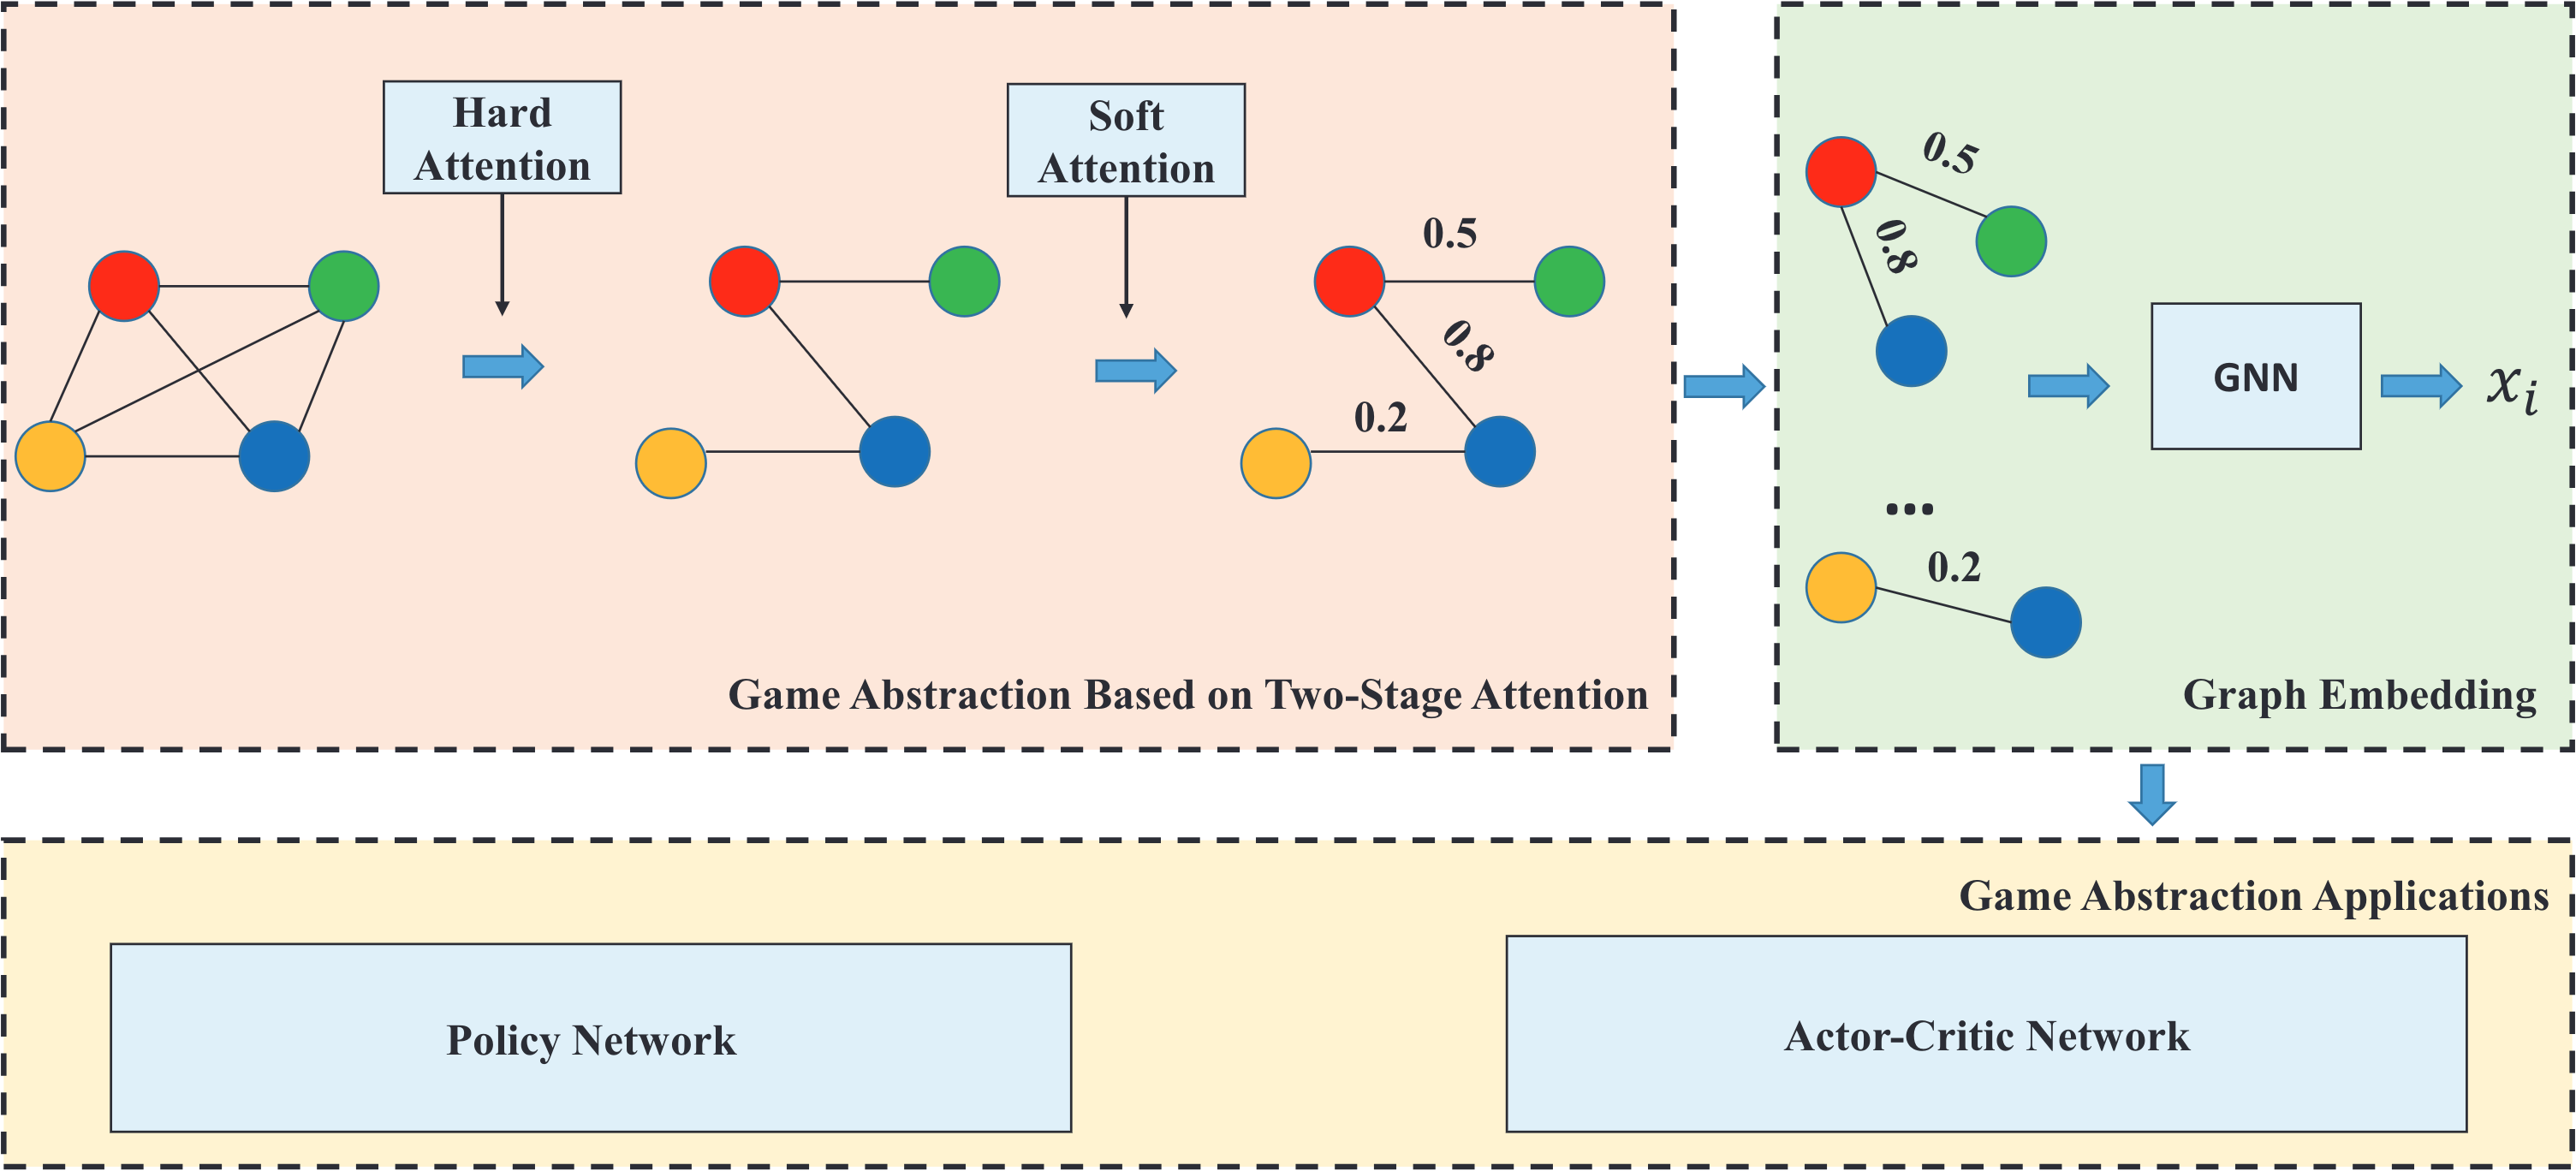 Hard
Attention
Soft
Attention
0.5
0.8
0.2
Game Abstraction Based on Two-Stage Attention
0.5
0.8
GNN
x_i
...
0.2
Graph Embedding
Game Abstraction Applications
Policy Network
Actor-Critic Network